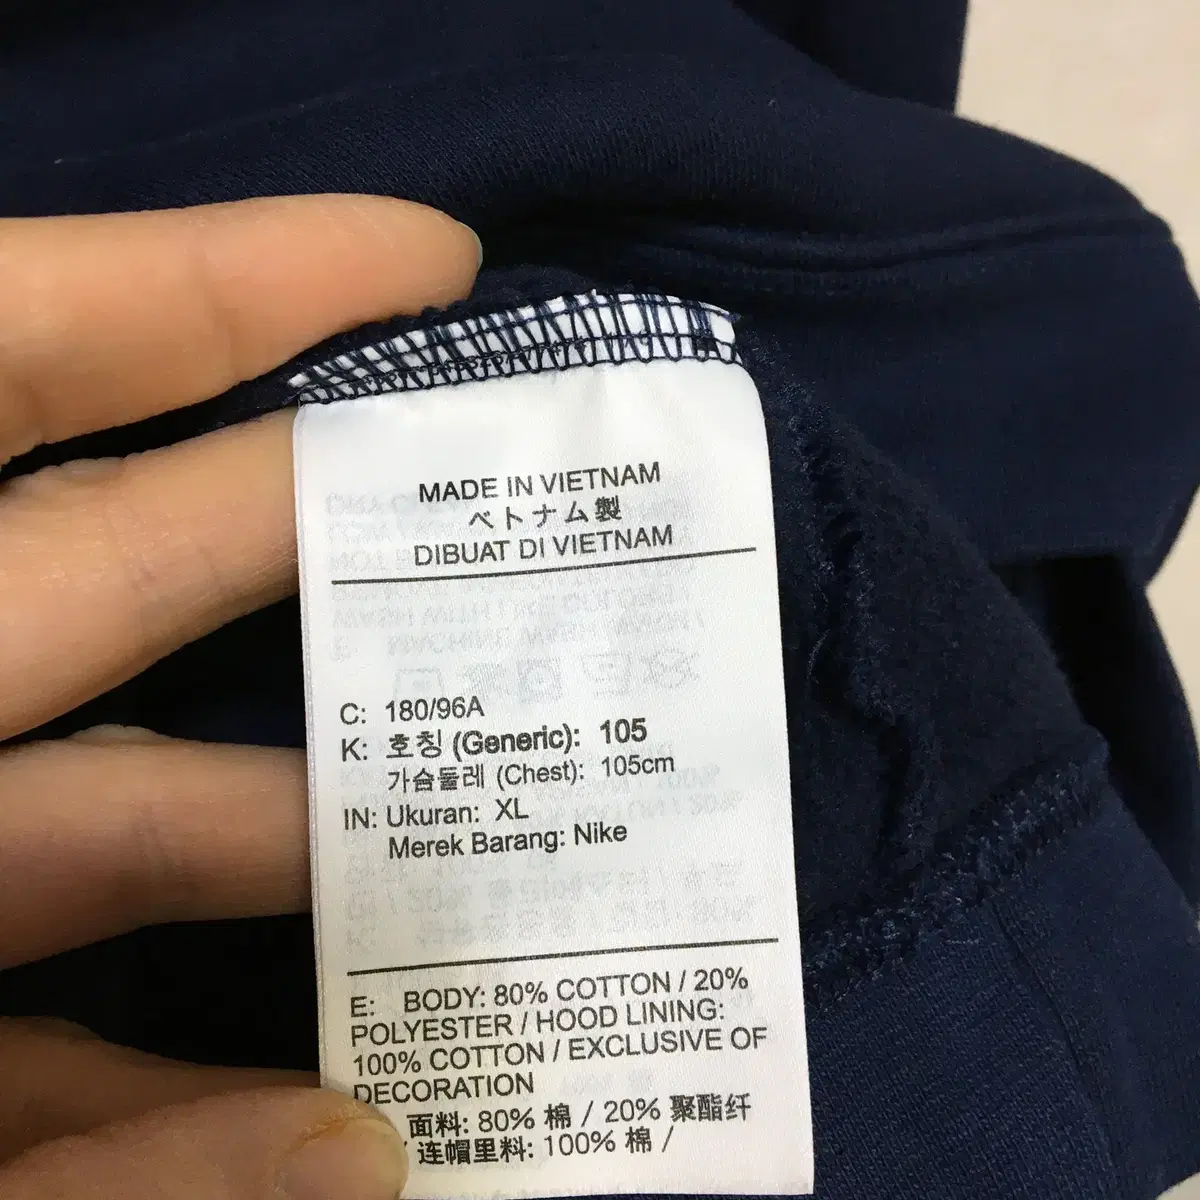 MADE IN VIETNAM
ベトナム製
DIBUAT DI VIETNAM
C: 180/96A
K: 호칭 (Generic): 105
가슴둘레 (Chest): 105cm
IN: Ukuran: XL
Merek Barang: Nike
E: BODY: 80% COTTON / 20%
POLYESTER / HOOD LINING:
100% COTTON / EXCLUSIVE OF
DECORATION
面料: 80% 棉 / 20% 聚酯纤
连帽里料: 100% 棉 /